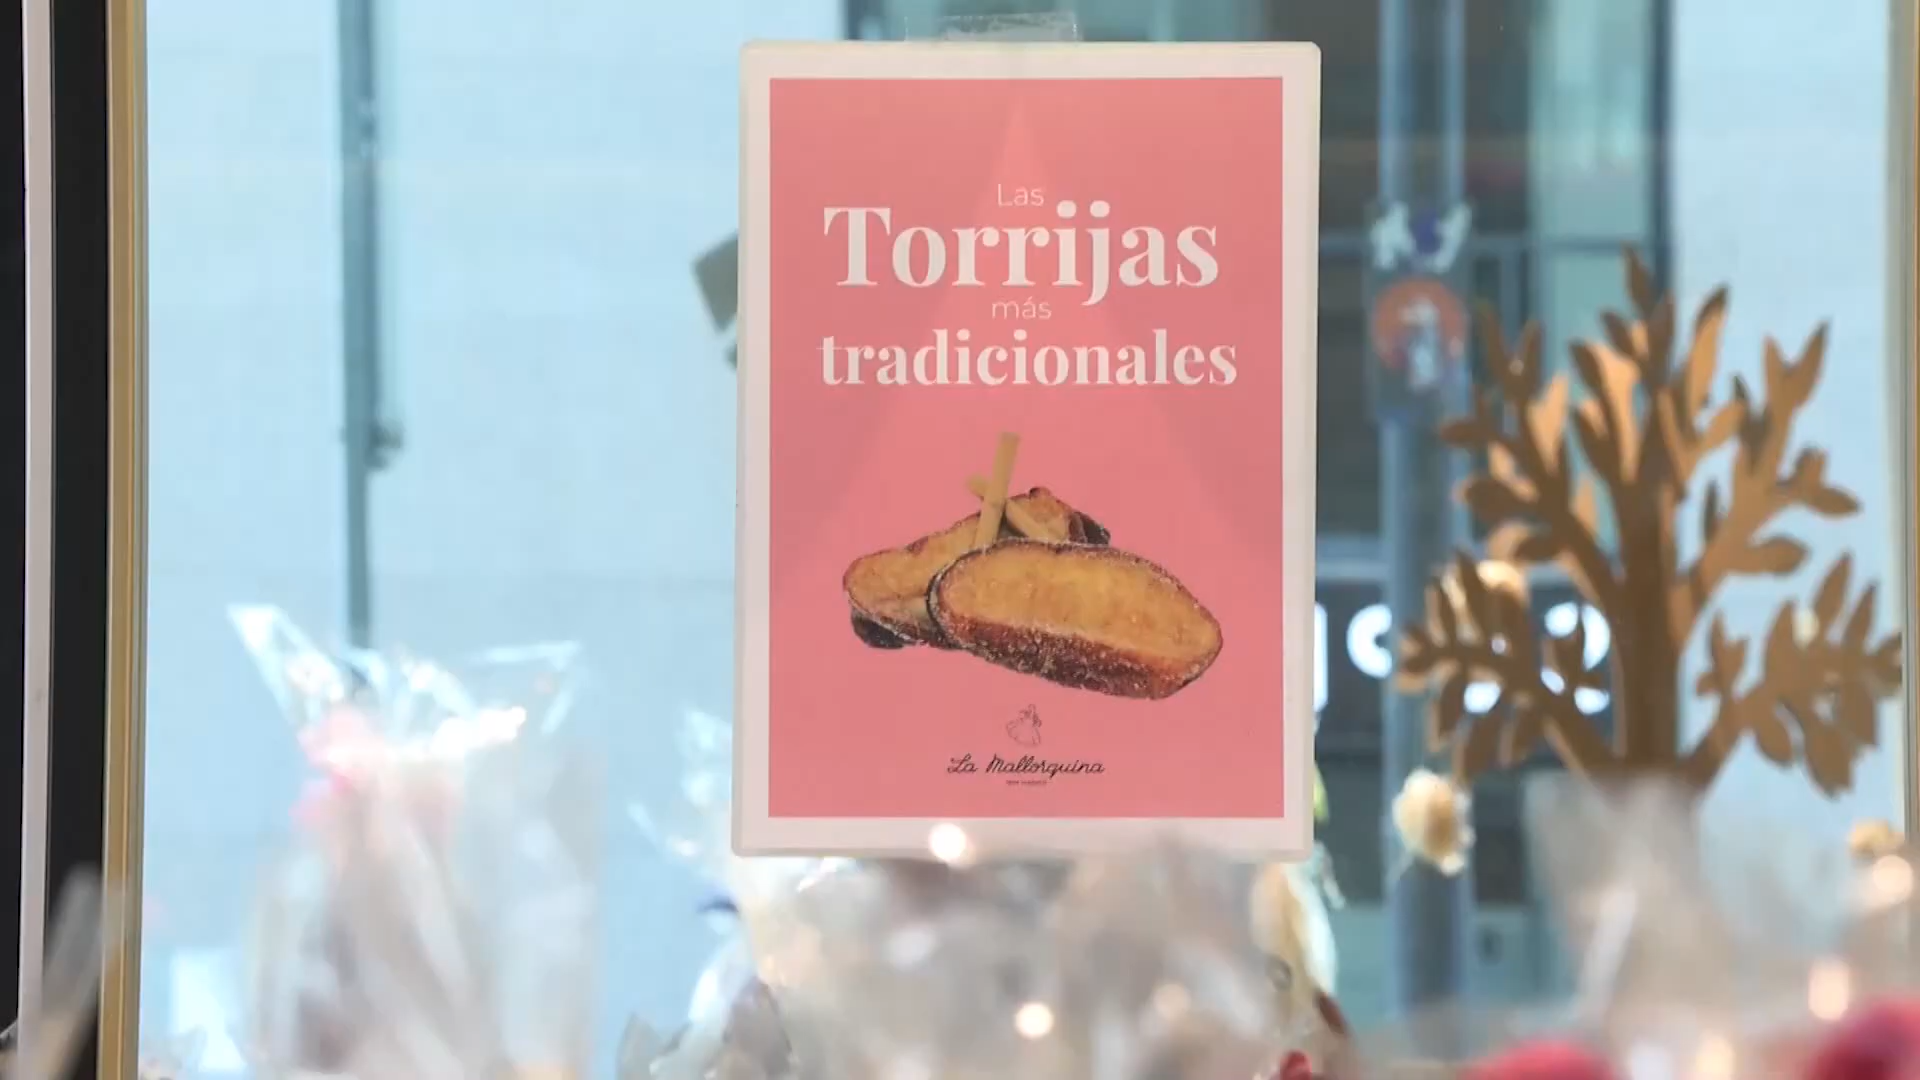 Las
Torrijas
más
tradicionales
La Mallorquina